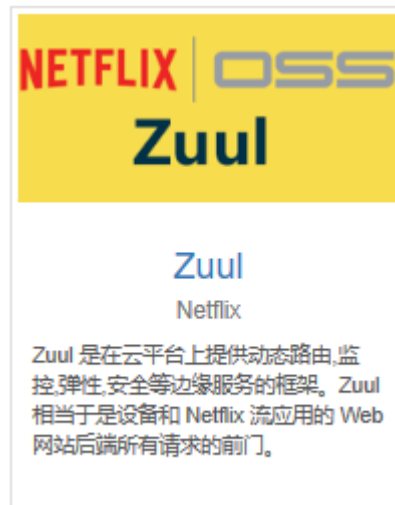 NETFLIX OSS
Zuul
Zuul
Netflix
Zuul 是在云平台上提供动态路由,监
控,弹性,安全等边缘服务的框架。Zuul
相当于是设备和 Netflix 流应用的 Web
网站后端所有请求的前门。